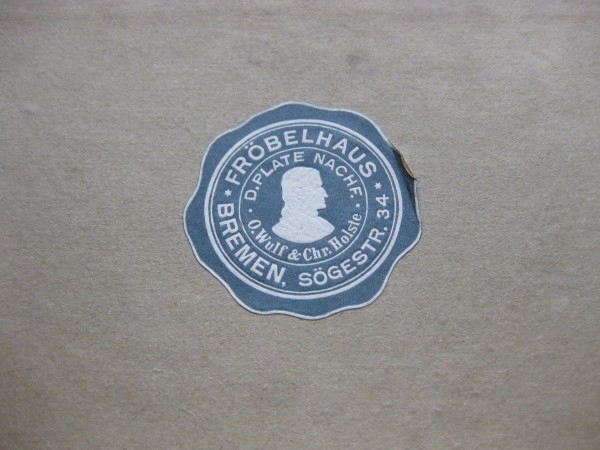 * FRÖBELHAUS *
BREMEN, SÖGESTR. 34
· D. PLATE NACHF. ·
O. Wulf & Chr. Holste